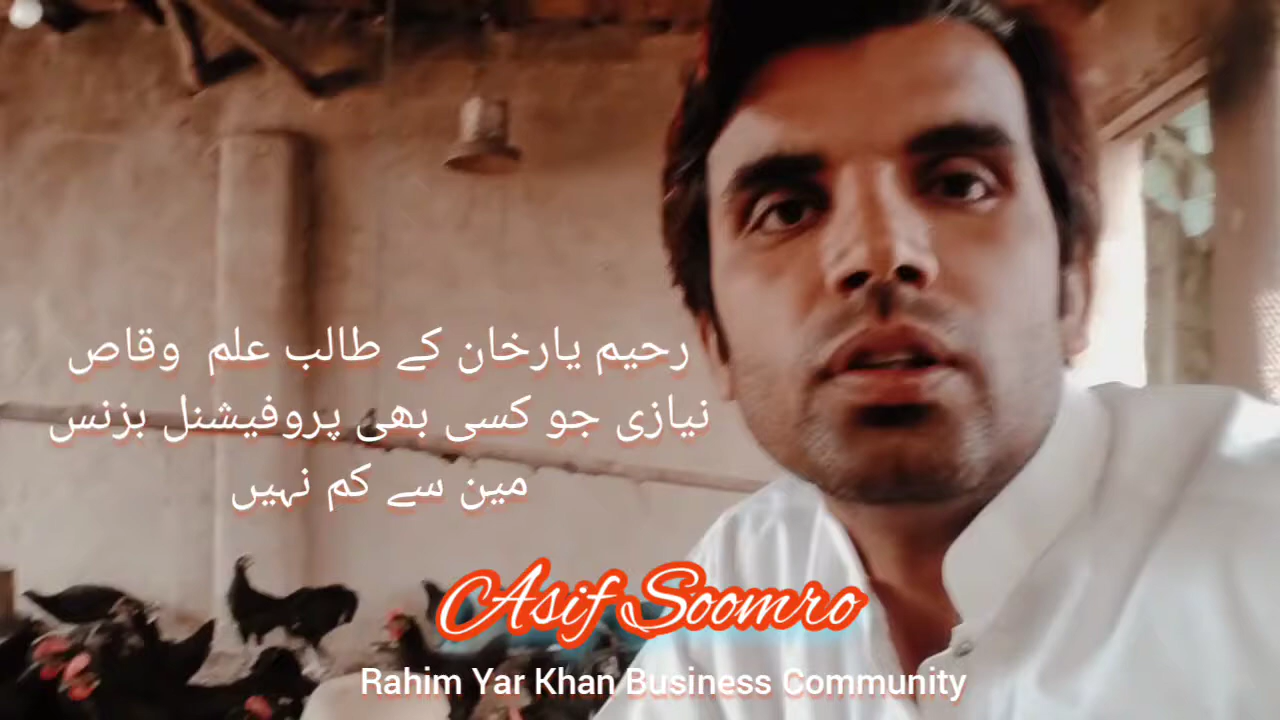 رحیم یارخان کے طالب علم وقاص
نیازی جو کسی بھی پروفیشنل بزنس
مین سے کم نہیں
Asif Soomro
Rahim Yar Khan Business Community